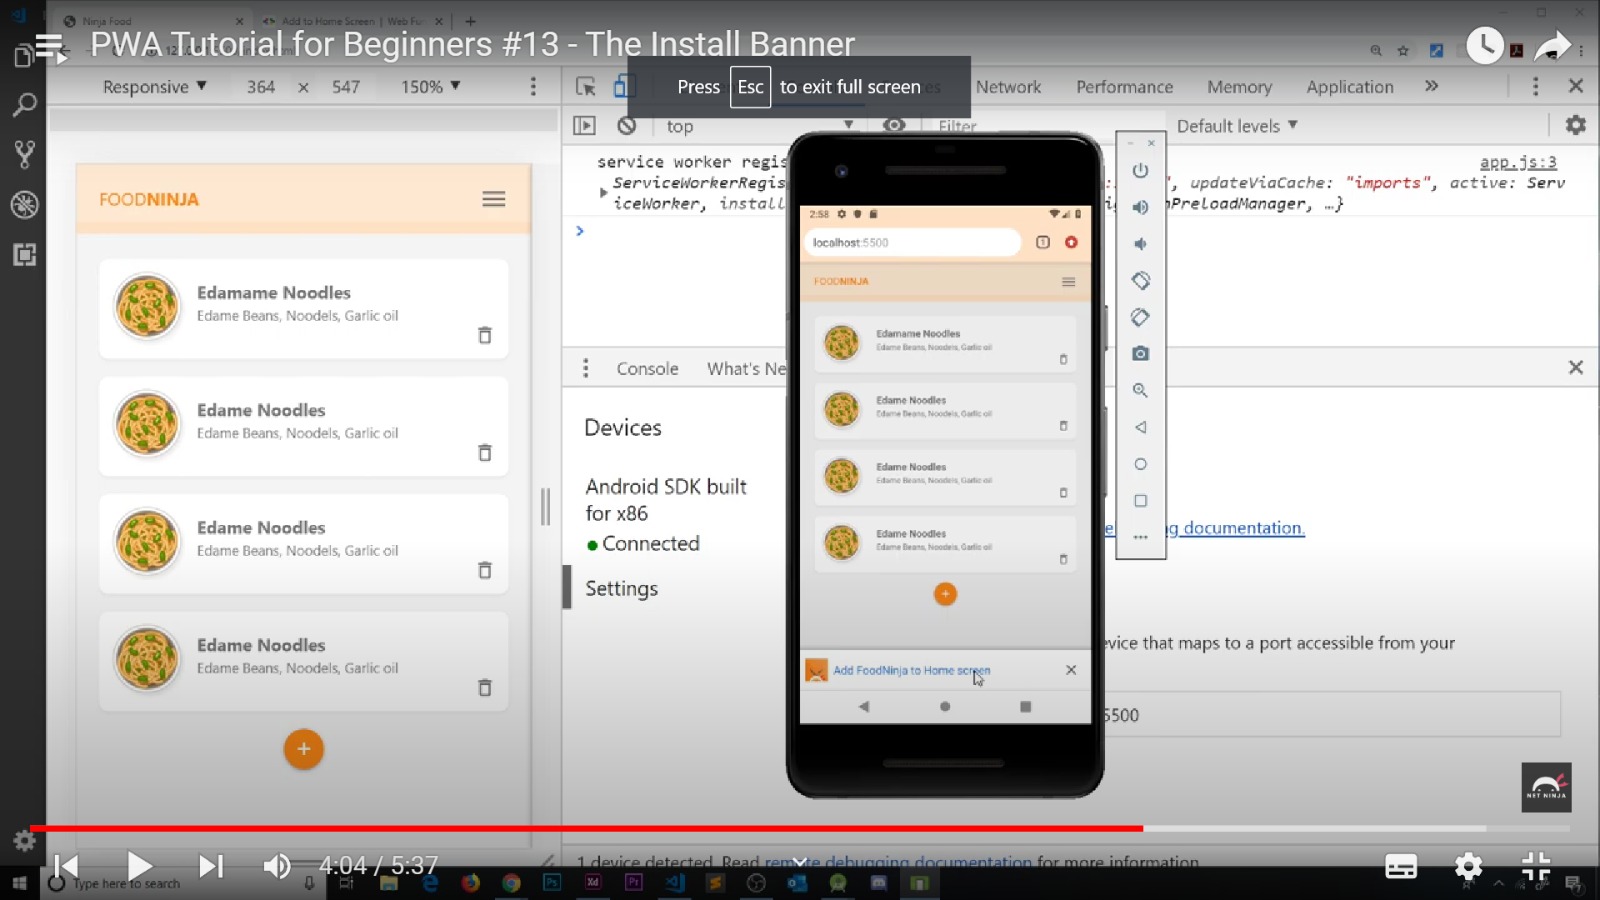 Ninja Food
Add to Home Screen | Web Fu
PWA Tutorial for Beginners #13 - The Install Banner
Press Esc to exit full screen
Responsive 364 × 547 150%
Network Performance Memory Application
top Filter Default levels
service worker regis
app.js:3
ServiceWorkerRegis
", updateViaCache: "imports", active: Serv
iceWorker, install
PreloadManager, …}
FOODNINJA
Edamame Noodles
Edame Beans, Noodels, Garlic oil
Edame Noodles
Edame Beans, Noodels, Garlic oil
Edame Noodles
Edame Beans, Noodels, Garlic oil
Edame Noodles
Edame Beans, Noodels, Garlic oil
+
Console What's Ne
Devices
Android SDK built
for x86
Connected
Settings
g documentation.
evice that maps to a port accessible from your
5500
1 device detected. Read remote debugging documentation for more information.
2:58
localhost:5500
FOODNINJA
Edamame Noodles
Edame Beans, Noodels, Garlic oil
Edame Noodles
Edame Beans, Noodels, Garlic oil
Edame Noodles
Edame Beans, Noodels, Garlic oil
Edame Noodles
Edame Beans, Noodels, Garlic oil
+
Add FoodNinja to Home screen
NET NINJA
4:04 / 5:37
Type here to search
Ps
Xd
Pr